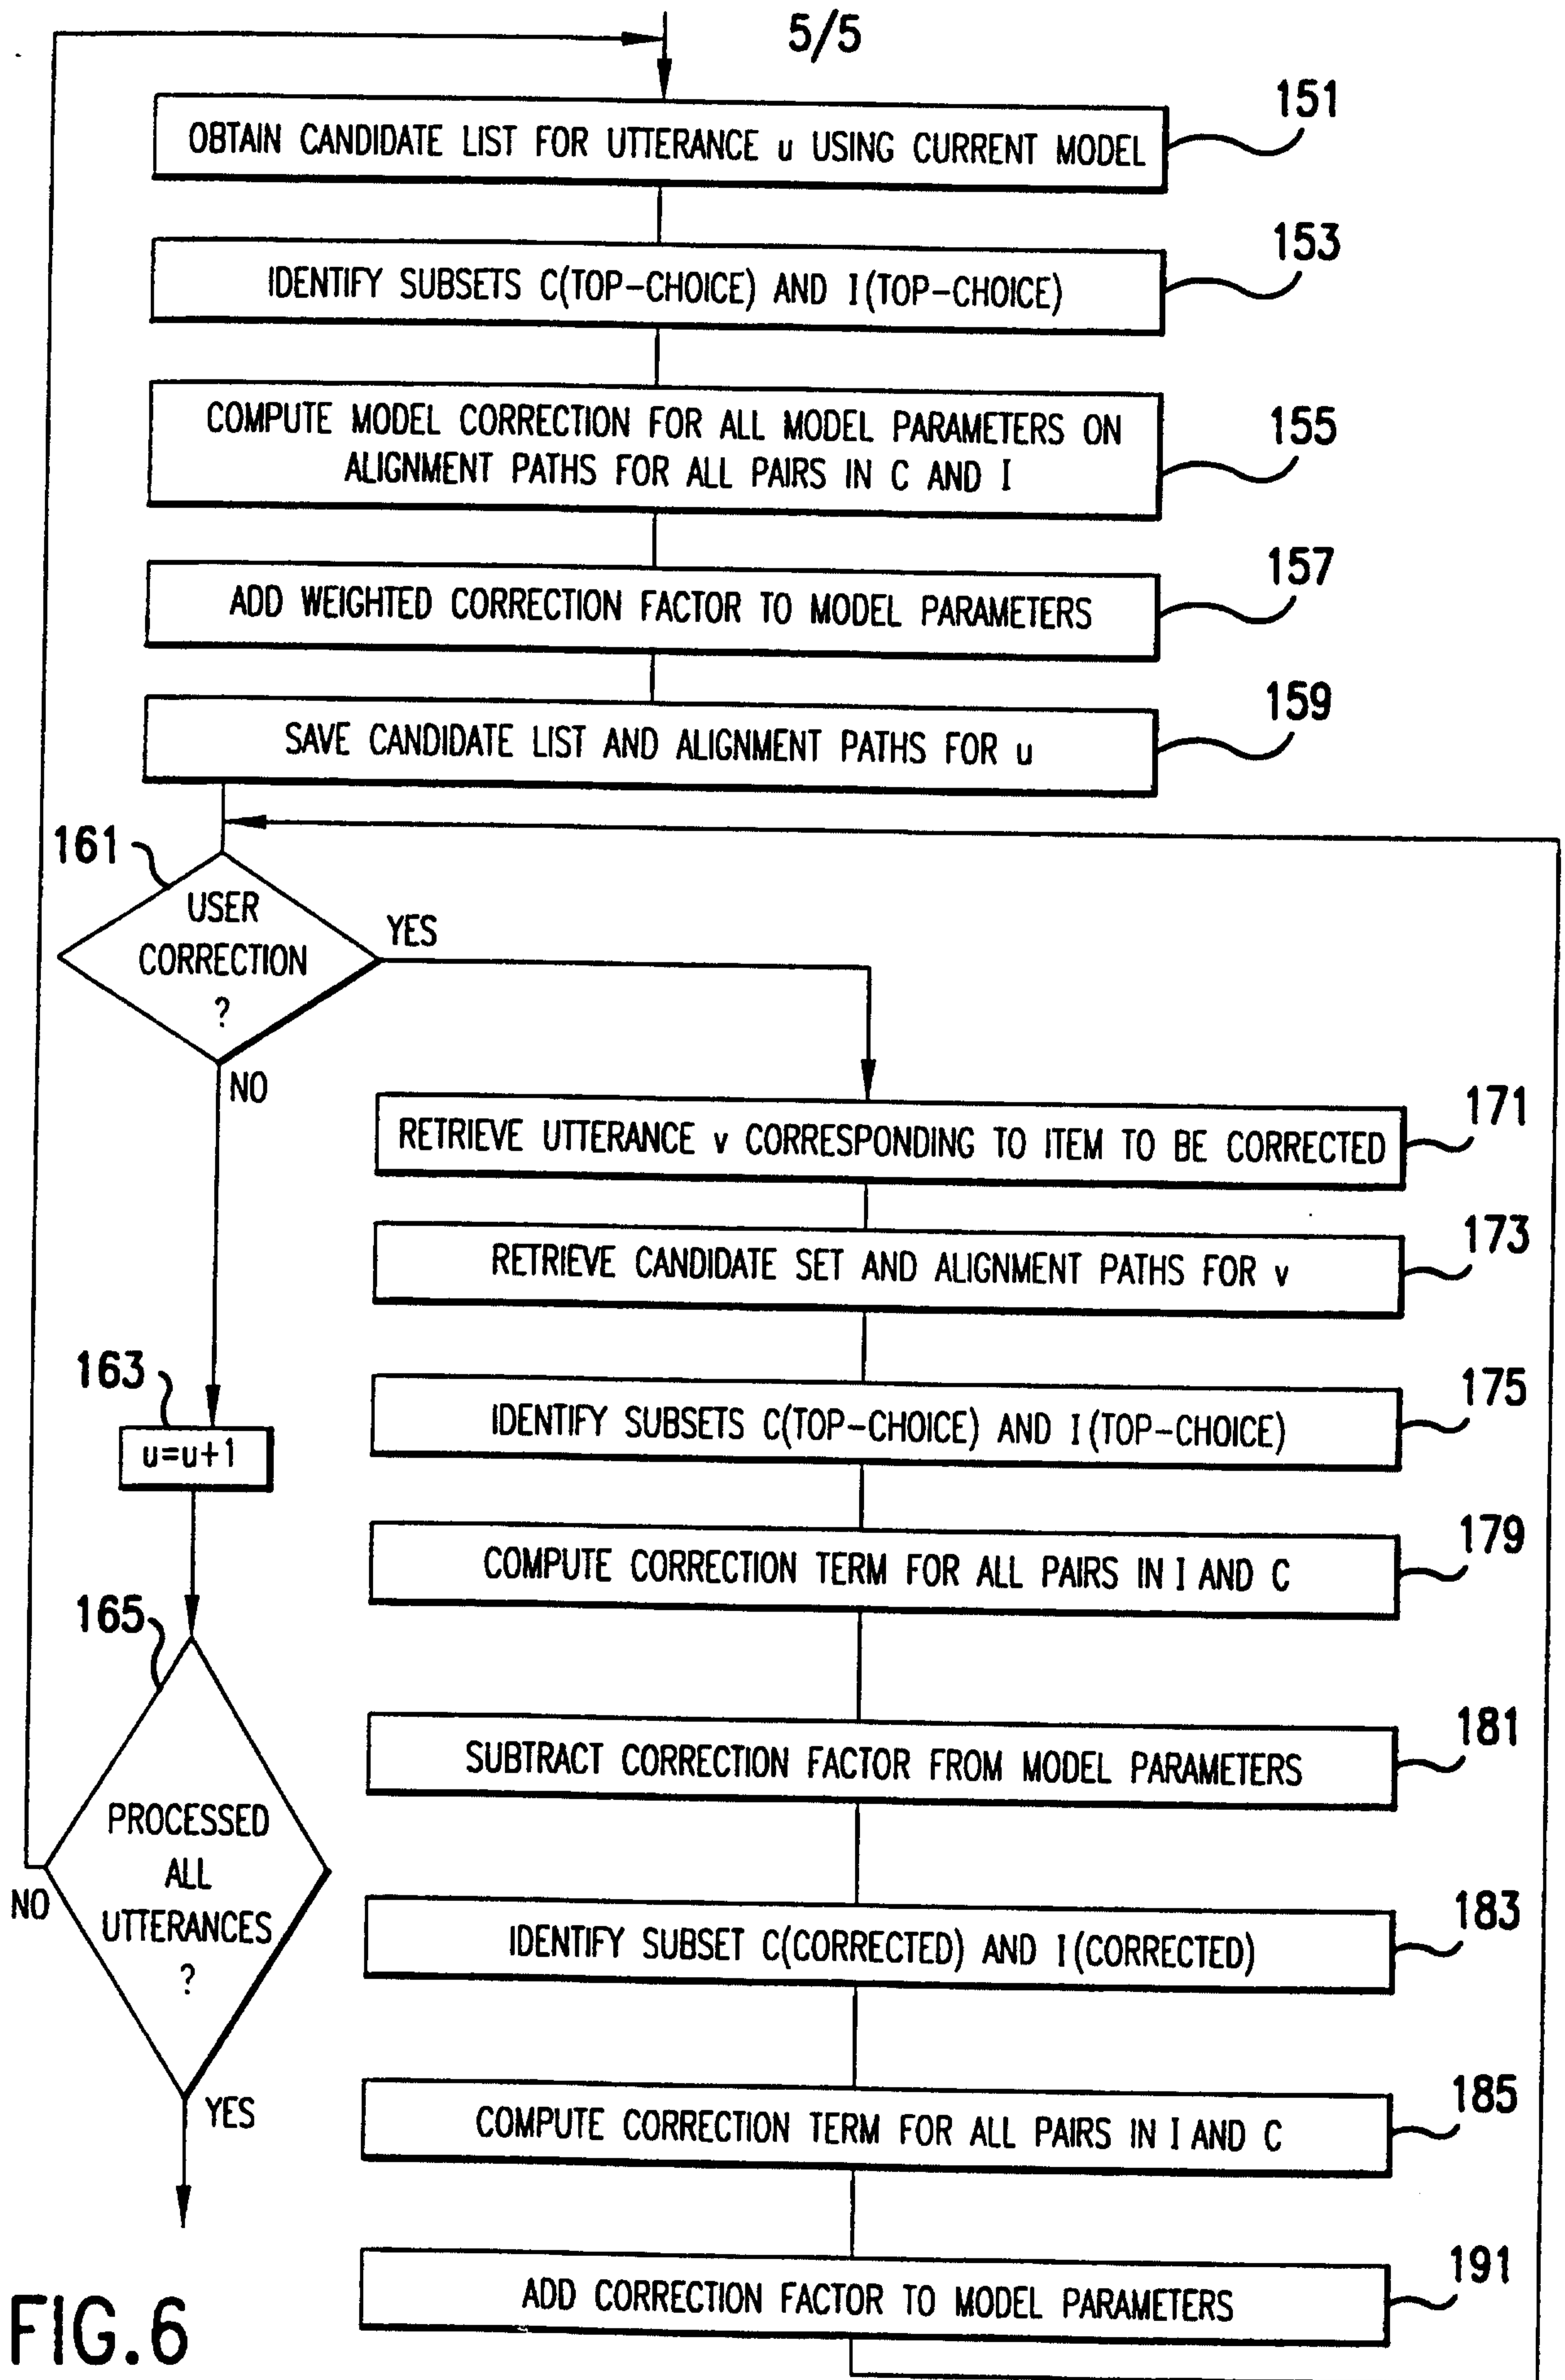 5/5
151
OBTAIN CANDIDATE LIST FOR UTTERANCE u USING CURRENT MODEL
153
IDENTIFY SUBSETS C(TOP-CHOICE) AND I(TOP-CHOICE)
155
COMPUTE MODEL CORRECTION FOR ALL MODEL PARAMETERS ON
ALIGNMENT PATHS FOR ALL PAIRS IN C AND I
157
ADD WEIGHTED CORRECTION FACTOR TO MODEL PARAMETERS
159
SAVE CANDIDATE LIST AND ALIGNMENT PATHS FOR u
161
USER
CORRECTION
?
YES
NO
171
RETRIEVE UTTERANCE v CORRESPONDING TO ITEM TO BE CORRECTED
173
RETRIEVE CANDIDATE SET AND ALIGNMENT PATHS FOR v
175
IDENTIFY SUBSETS C(TOP-CHOICE) AND I(TOP-CHOICE)
163
u=u+1
179
COMPUTE CORRECTION TERM FOR ALL PAIRS IN I AND C
165
PROCESSED
ALL
UTTERANCES
?
NO
YES
181
SUBTRACT CORRECTION FACTOR FROM MODEL PARAMETERS
183
IDENTIFY SUBSET C(CORRECTED) AND I(CORRECTED)
185
COMPUTE CORRECTION TERM FOR ALL PAIRS IN I AND C
191
ADD CORRECTION FACTOR TO MODEL PARAMETERS
FIG.6